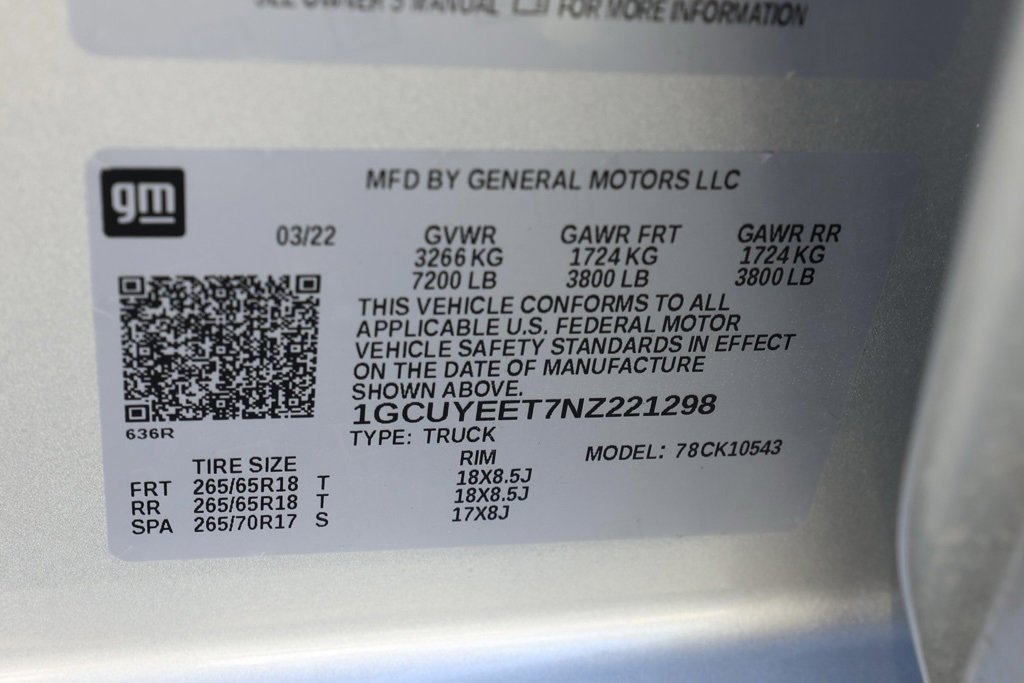 SEE OWNER'S MANUAL FOR MORE INFORMATION
gm
MFD BY GENERAL MOTORS LLC
03/22 GVWR GAWR FRT GAWR RR
3266 KG 1724 KG 1724 KG
7200 LB 3800 LB 3800 LB
THIS VEHICLE CONFORMS TO ALL
APPLICABLE U.S. FEDERAL MOTOR
VEHICLE SAFETY STANDARDS IN EFFECT
ON THE DATE OF MANUFACTURE
SHOWN ABOVE.
1GCUYEET7NZ221298
636R
TYPE: TRUCK
MODEL: 78CK10543
TIRE SIZE RIM
FRT 265/65R18 T 18X8.5J
RR 265/65R18 T 18X8.5J
SPA 265/70R17 S 17X8J